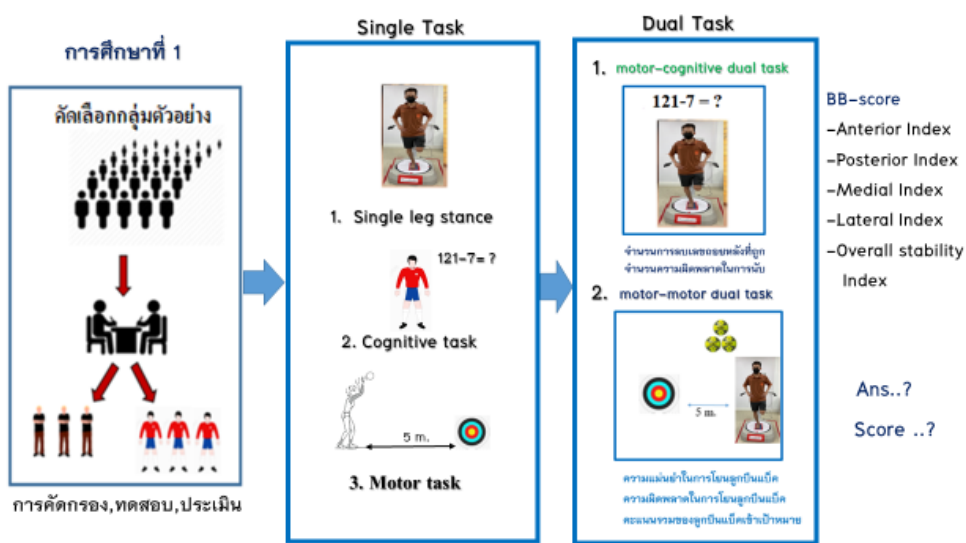 การศึกษาที่ 1
คัดเลือกกลุ่มตัวอย่าง
การคัดกรอง,ทดสอบ,ประเมิน
Single Task
1. Single leg stance
121-7= ?
2. Cognitive task
5 m.
3. Motor task
Dual Task
1. motor-cognitive dual task
121-7 = ?
จำนวนการลบเลขถอยหลังที่ถูก
จำนวนความผิดพลาดในการนับ
2. motor-motor dual task
5 m.
ความแม่นยำในการโยนลูกบีนแบ็ค
ความผิดพลาดในการโยนลูกบีนแบ็ค
คะแนนรวมของลูกบีนแบ็คเข้าเป้าหมาย
BB-score
-Anterior Index
-Posterior Index
-Medial Index
-Lateral Index
-Overall stability
Index
Ans..?
Score ..?